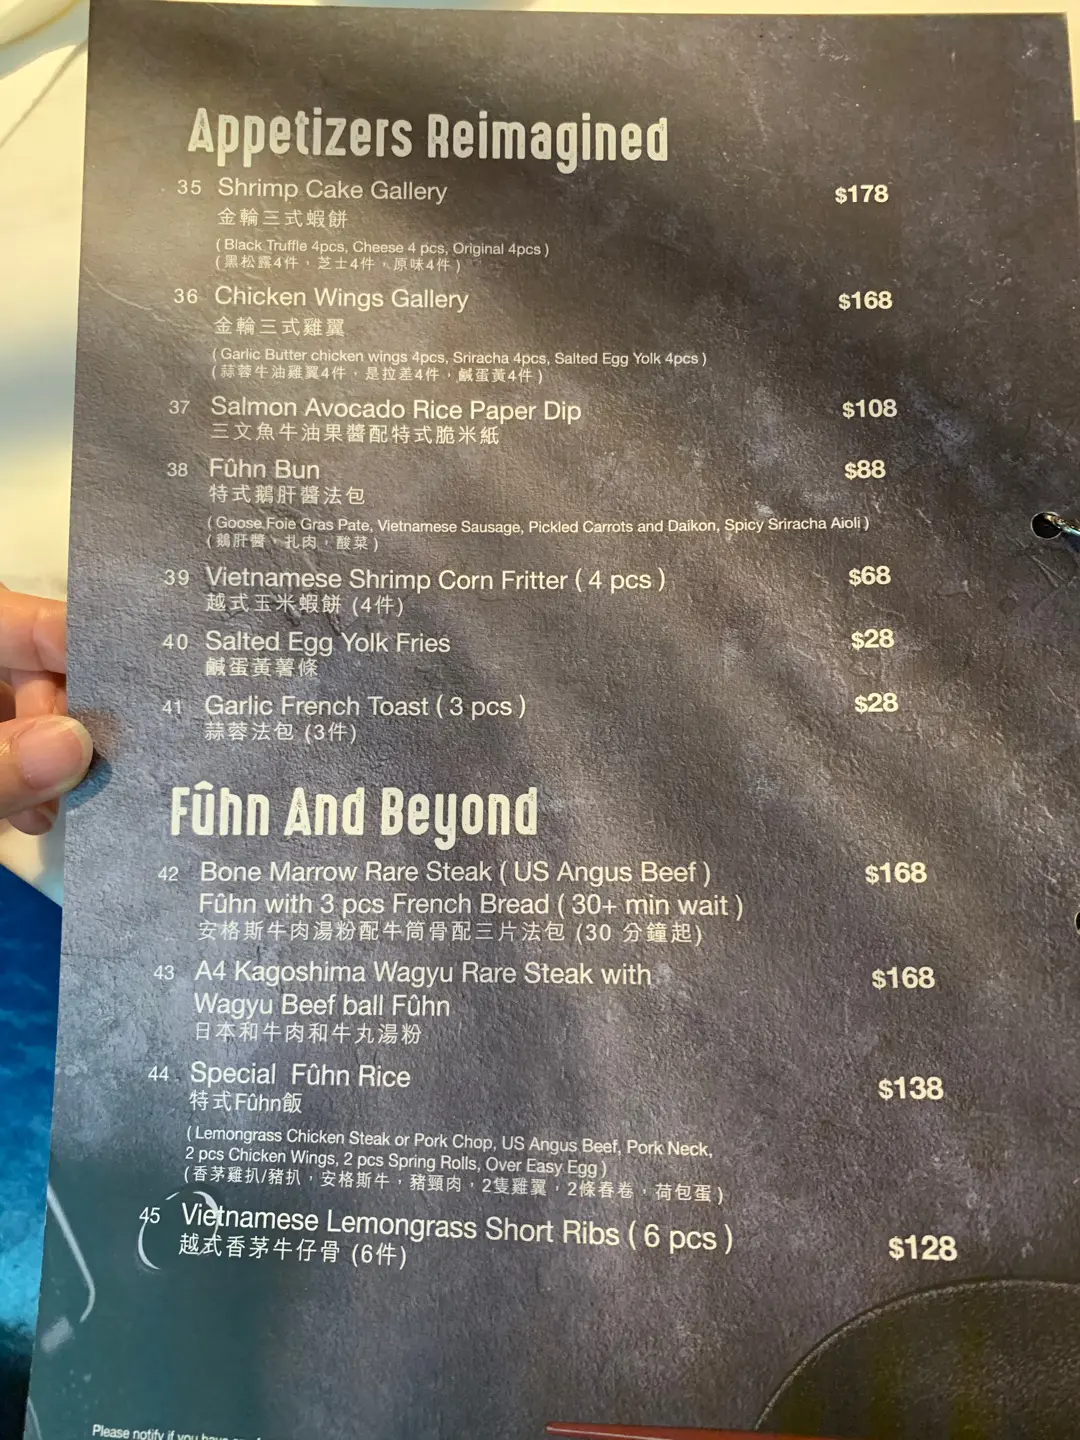 Appetizers Reimagined
35 Shrimp Cake Gallery $178
金輪三式蝦餅
( Black Truffle 4pcs, Cheese 4 pcs, Original 4pcs )
( 黑松露4件，芝士4件，原味4件 )
36 Chicken Wings Gallery $168
金輪三式雞翼
( Garlic Butter chicken wings 4pcs, Sriracha 4pcs, Salted Egg Yolk 4pcs )
( 蒜蓉牛油雞翼4件，是拉差4件，鹹蛋黃4件 )
37 Salmon Avocado Rice Paper Dip $108
三文魚牛油果醬配特式脆米紙
38 Fûhn Bun $88
特式鵝肝醬法包
( Goose Foie Gras Pate, Vietnamese Sausage, Pickled Carrots and Daikon, Spicy Sriracha Aioli )
( 鵝肝醬，扎肉，酸菜 )
39 Vietnamese Shrimp Corn Fritter ( 4 pcs ) $68
越式玉米蝦餅 (4件)
40 Salted Egg Yolk Fries $28
鹹蛋黃薯條
41 Garlic French Toast ( 3 pcs ) $28
蒜蓉法包 (3件)
Fûhn And Beyond
42 Bone Marrow Rare Steak ( US Angus Beef ) $168
Fûhn with 3 pcs French Bread ( 30+ min wait )
安格斯牛肉湯粉配牛筒骨配三片法包 (30 分鐘起)
43 A4 Kagoshima Wagyu Rare Steak with $168
Wagyu Beef ball Fûhn
日本和牛肉和牛丸湯粉
44 Special Fûhn Rice $138
特式Fûhn飯
( Lemongrass Chicken Steak or Pork Chop, US Angus Beef, Pork Neck,
2 pcs Chicken Wings, 2 pcs Spring Rolls, Over Easy Egg )
( 香茅雞扒/豬扒，安格斯牛，豬頸肉，2隻雞翼，2條春卷，荷包蛋 )
45 Vietnamese Lemongrass Short Ribs ( 6 pcs ) $128
越式香茅牛仔骨 (6件)
Please notify if you have